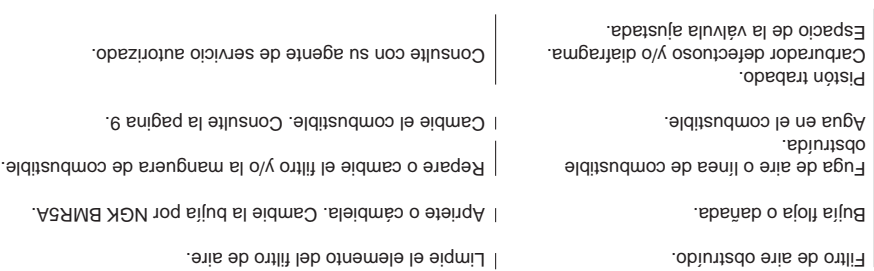 Filtro de aire obstruído.
Limpie el elemento del filtro de aire.
Bujía floja o dañada.
Apriete o cámbiela. Cambie la bujía por NGK BMR5A.
Fuga de aire o línea de combustible
obstruída.
Repare o cambie el filtro y/o la manguera de combustible.
Agua en el combustible.
Cambie el combustible. Consulte la pagina 9.
Pistón trabado.
Carburador defectuoso y/o diafragma.
Espacio de la válvula ajustada.
Consulte con su agente de servicio autorizado.